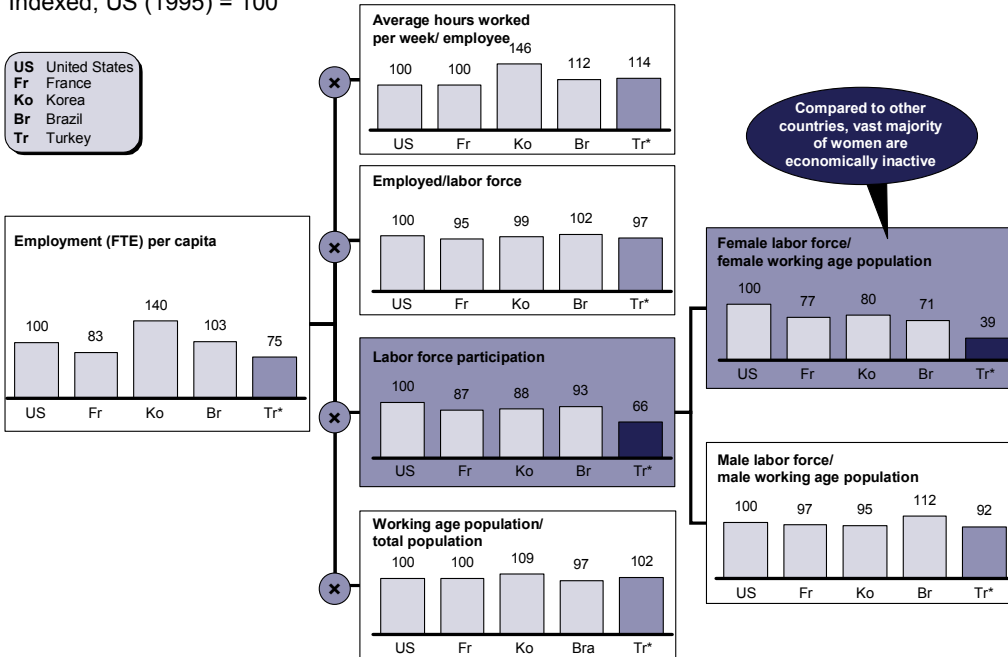 Indexed, US (1995) = 100
US United States
Fr France
Ko Korea
Br Brazil
Tr Turkey
Employment (FTE) per capita
100 83 140 103 75
US Fr Ko Br Tr*
Average hours worked
per week/ employee
100 100 146 112 114
US Fr Ko Br Tr*
Employed/labor force
100 95 99 102 97
US Fr Ko Br Tr*
Labor force participation
100 87 88 93 66
US Fr Ko Br Tr*
Working age population/
total population
100 100 109 97 102
US Fr Ko Bra Tr*
Compared to other
countries, vast majority
of women are
economically inactive
Female labor force/
female working age population
100 77 80 71 39
US Fr Ko Br Tr*
Male labor force/
male working age population
100 97 95 112 92
US Fr Ko Br Tr*